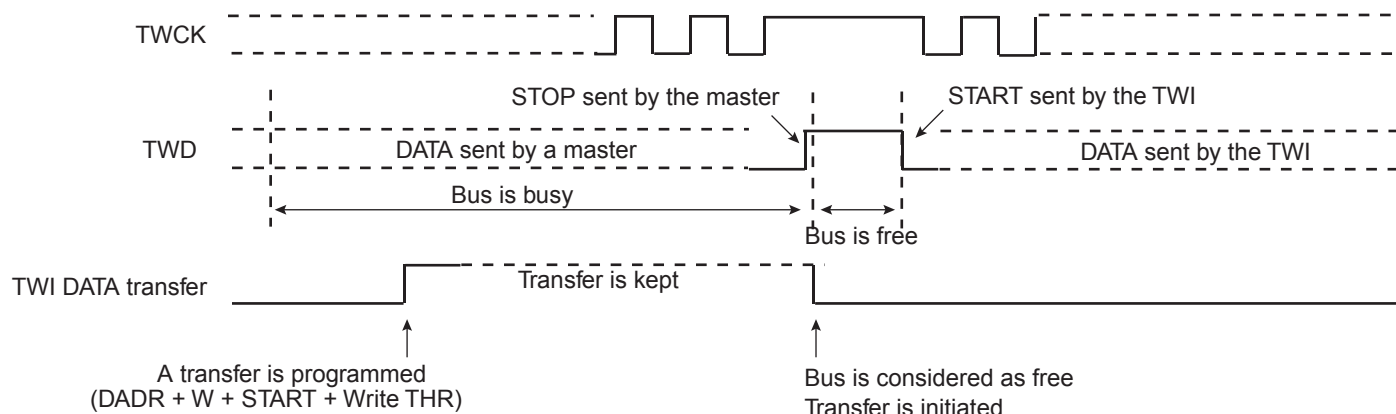 TWCK
STOP sent by the master
START sent by the TWI
TWD
DATA sent by a master
DATA sent by the TWI
Bus is busy
Bus is free
TWI DATA transfer
Transfer is kept
A transfer is programmed
(DADR + W + START + Write THR)
Bus is considered as free
Transfer is initiated